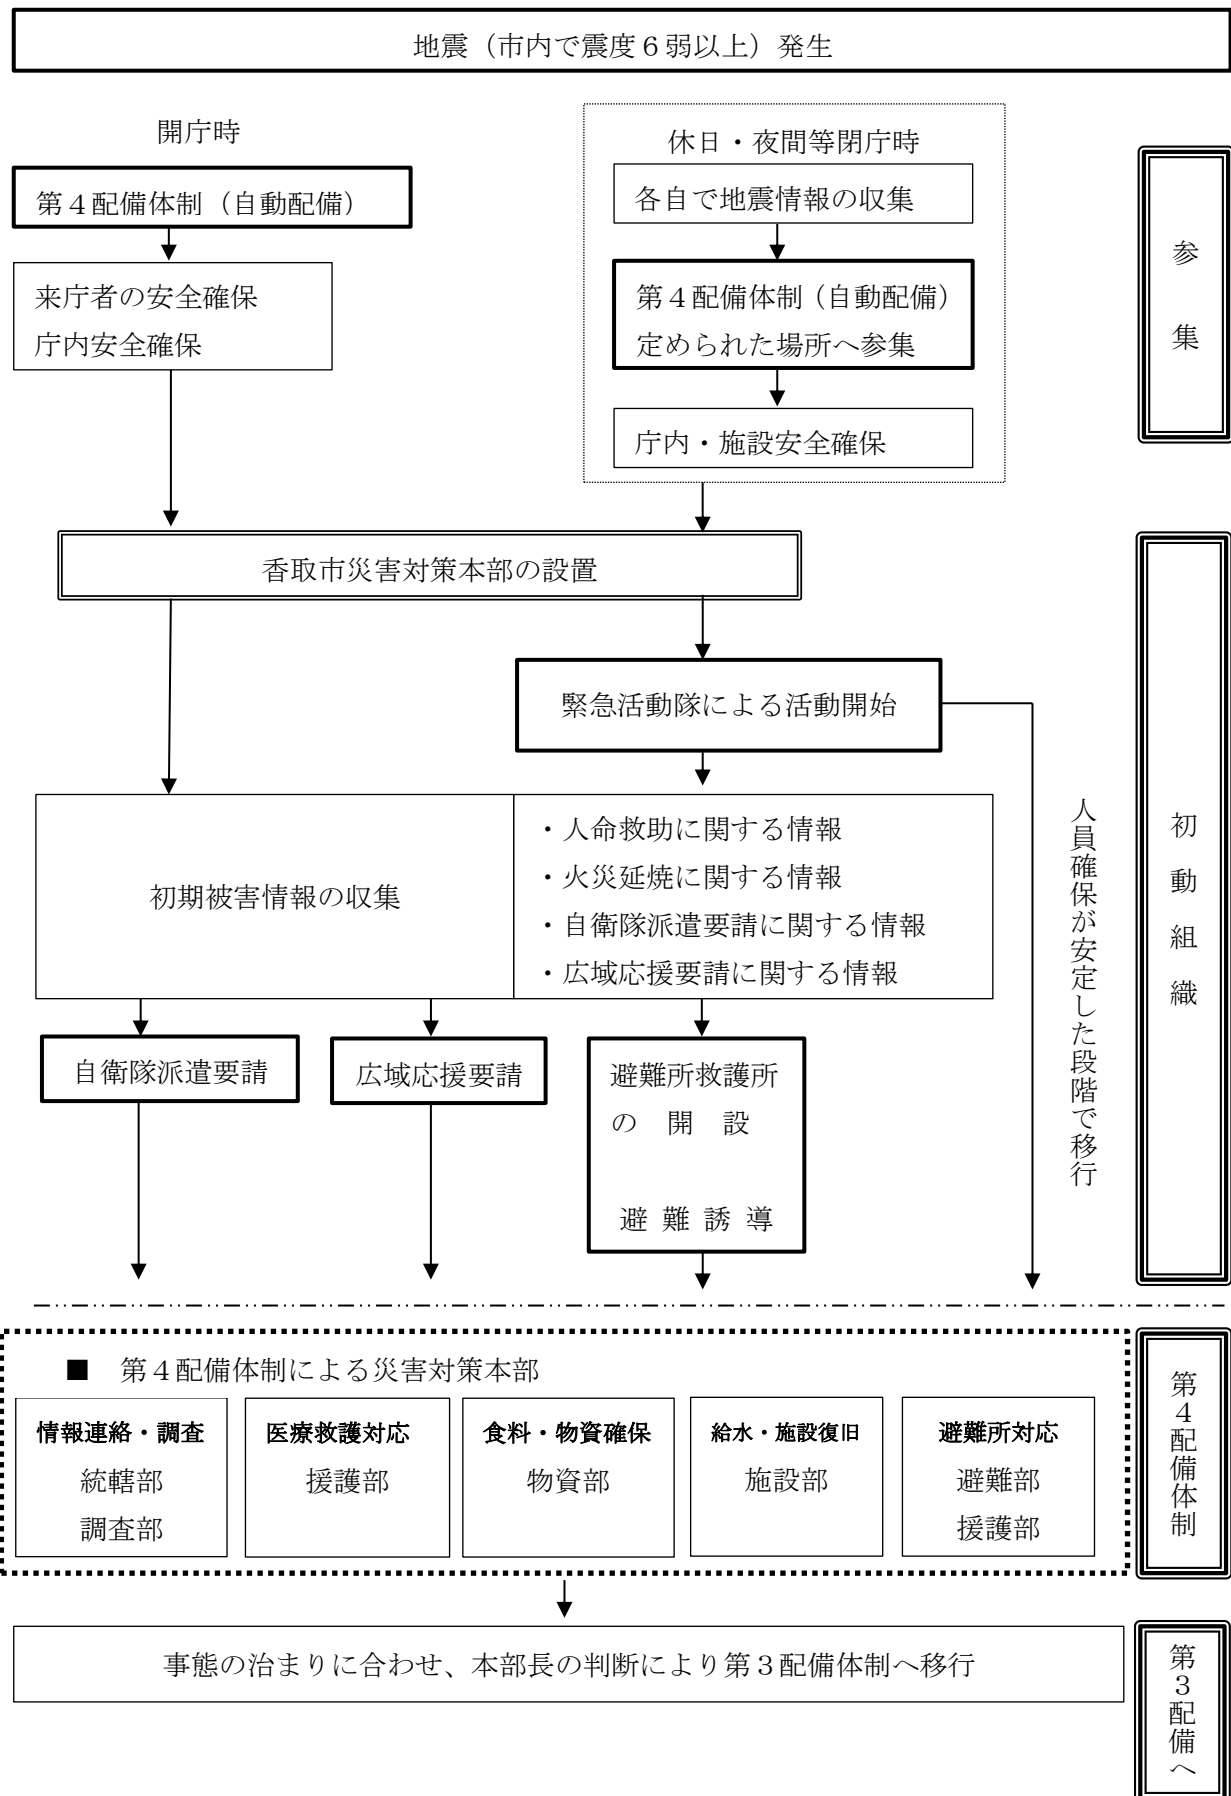 地震（市内で震度６弱以上）発生
開庁時
第４配備体制（自動配備）
来庁者の安全確保
庁内安全確保
休日・夜間等閉庁時
各自で地震情報の収集
第４配備体制（自動配備）
定められた場所へ参集
庁内・施設安全確保
参集
香取市災害対策本部の設置
緊急活動隊による活動開始
初期被害情報の収集
・人命救助に関する情報
・火災延焼に関する情報
・自衛隊派遣要請に関する情報
・広域応援要請に関する情報
人員確保が安定した段階で移行
自衛隊派遣要請
広域応援要請
避難所救護所
の　開　設
避 難 誘 導
初動組織
■　第４配備体制による災害対策本部
情報連絡・調査
統轄部
調査部
医療救護対応
援護部
食料・物資確保
物資部
給水・施設復旧
施設部
避難所対応
避難部
援護部
第４配備体制
事態の治まりに合わせ、本部長の判断により第３配備体制へ移行
第３配備へ